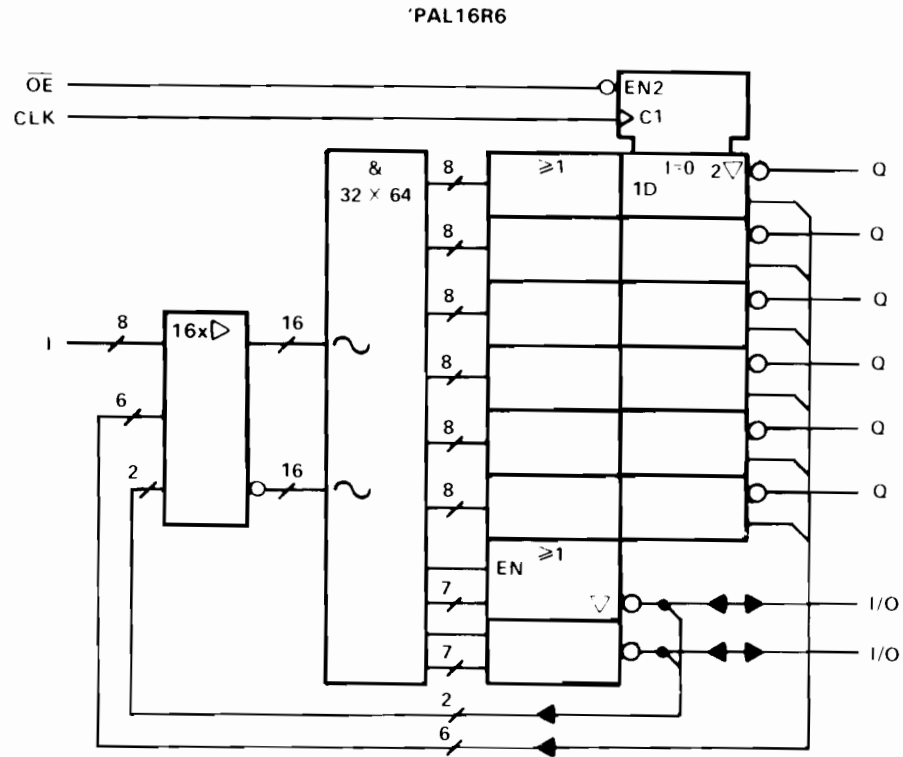 'PAL16R6
OE
EN2
CLK
C1
&
32 × 64
8
≥1
I=0
2▽
1D
Q
8
Q
8
Q
I
8
16x▷
16
8
Q
6
8
Q
2
16
8
Q
EN
≥1
7
▽
I/O
7
I/O
2
6